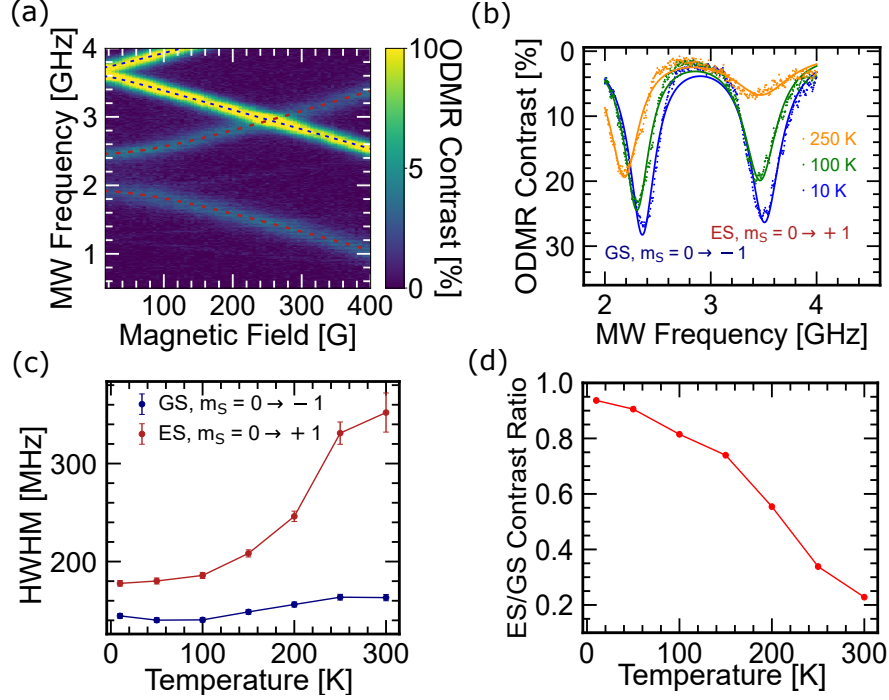 (a)
4
3
2
1
MW Frequency [GHz]
100
200
300
400
Magnetic Field [G]
10
5
0
ODMR Contrast [%]
(b)
0
10
20
30
ODMR Contrast [%]
250 K
100 K
10 K
ES, mS = 0 → + 1
GS, mS = 0 → − 1
2
3
4
MW Frequency [GHz]
(c)
GS, mS = 0 → − 1
ES, mS = 0 → + 1
360
200
HWHM [MHz]
0
100
200
300
Temperature [K]
(d)
1.0
0.8
0.6
0.4
0.2
ES/GS Contrast Ratio
0
100
200
300
Temperature [K]